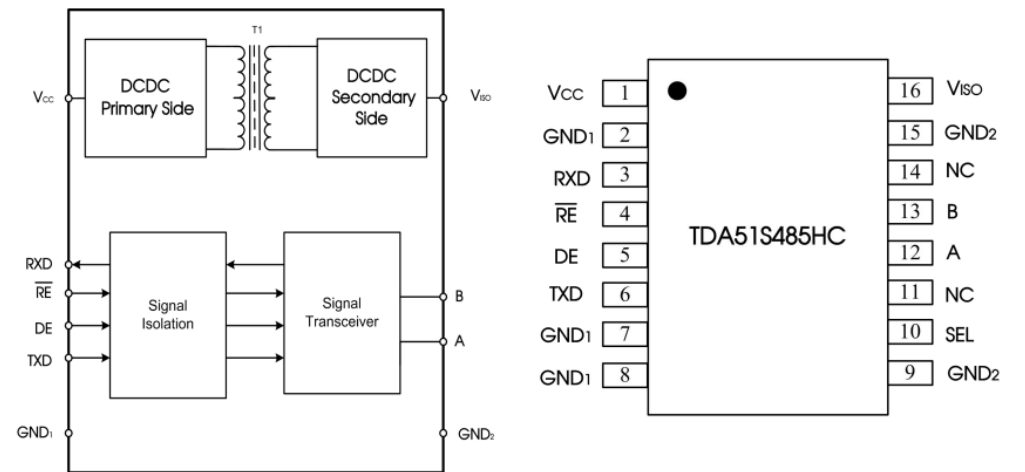 T1
DCDC
Primary Side
DCDC
Secondary
Side
VCC
VISO
RXD
RE
DE
TXD
Signal
Isolation
Signal
Transceiver
B
A
GND1
GND2
VCC 1
GND1 2
RXD 3
RE 4
DE 5
TXD 6
GND1 7
GND1 8
TDA51S485HC
16 VISO
15 GND2
14 NC
13 B
12 A
11 NC
10 SEL
9 GND2